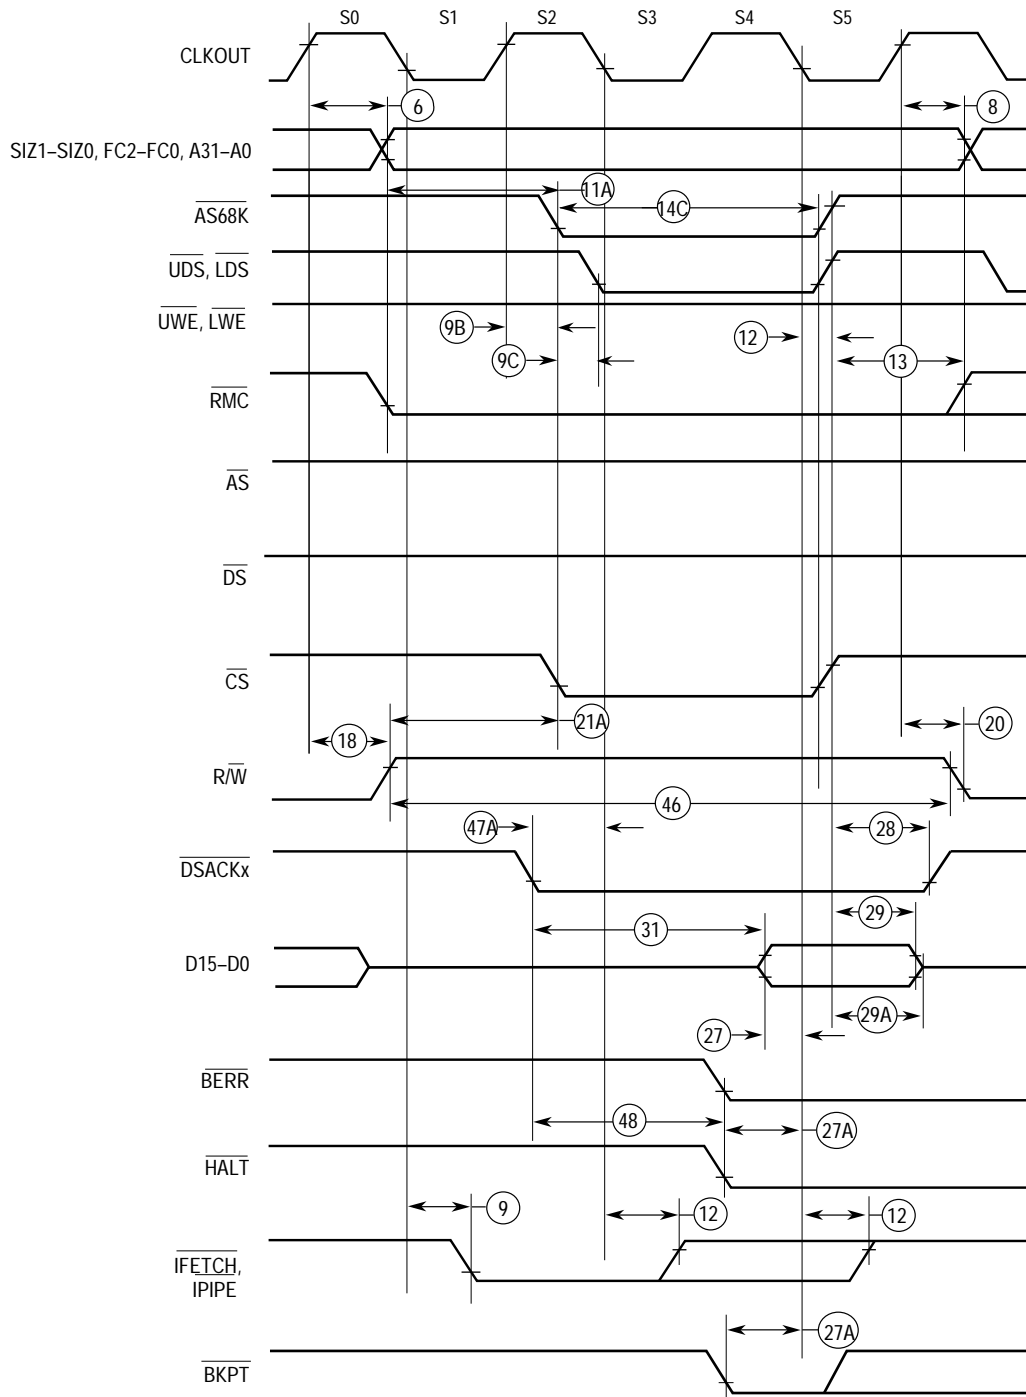 S0 S1 S2 S3 S4 S5
CLKOUT
6 8
SIZ1–SIZ0, FC2–FC0, A31–A0
11A
AS68K 14C
UDS, LDS
UWE, LWE 9B 12
9C 13
RMC
AS
DS
CS
21A 20
18
R/W
46
47A 28
DSACKx
29
31
D15–D0
29A
27
BERR
48 27A
HALT
9 12 12
IFETCH,
IPIPE
27A
BKPT